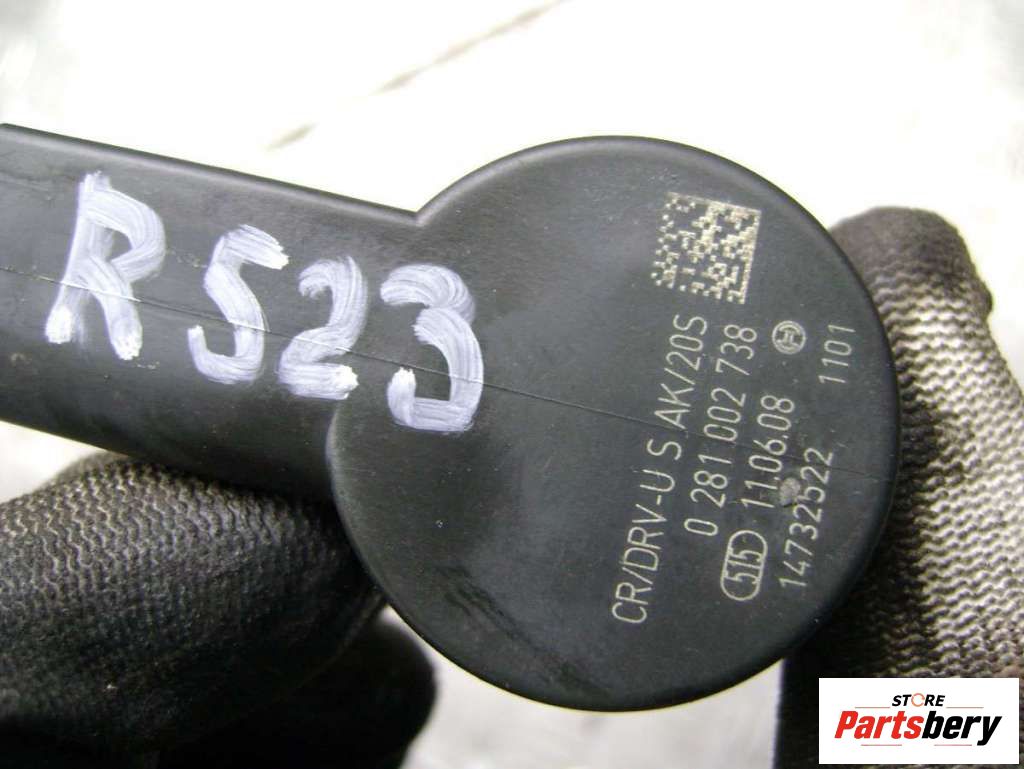 R523
CR/DRV-U S AK/20S
0 281 002 738
515 11.06.08
14732522 1101
STORE
Partsbery